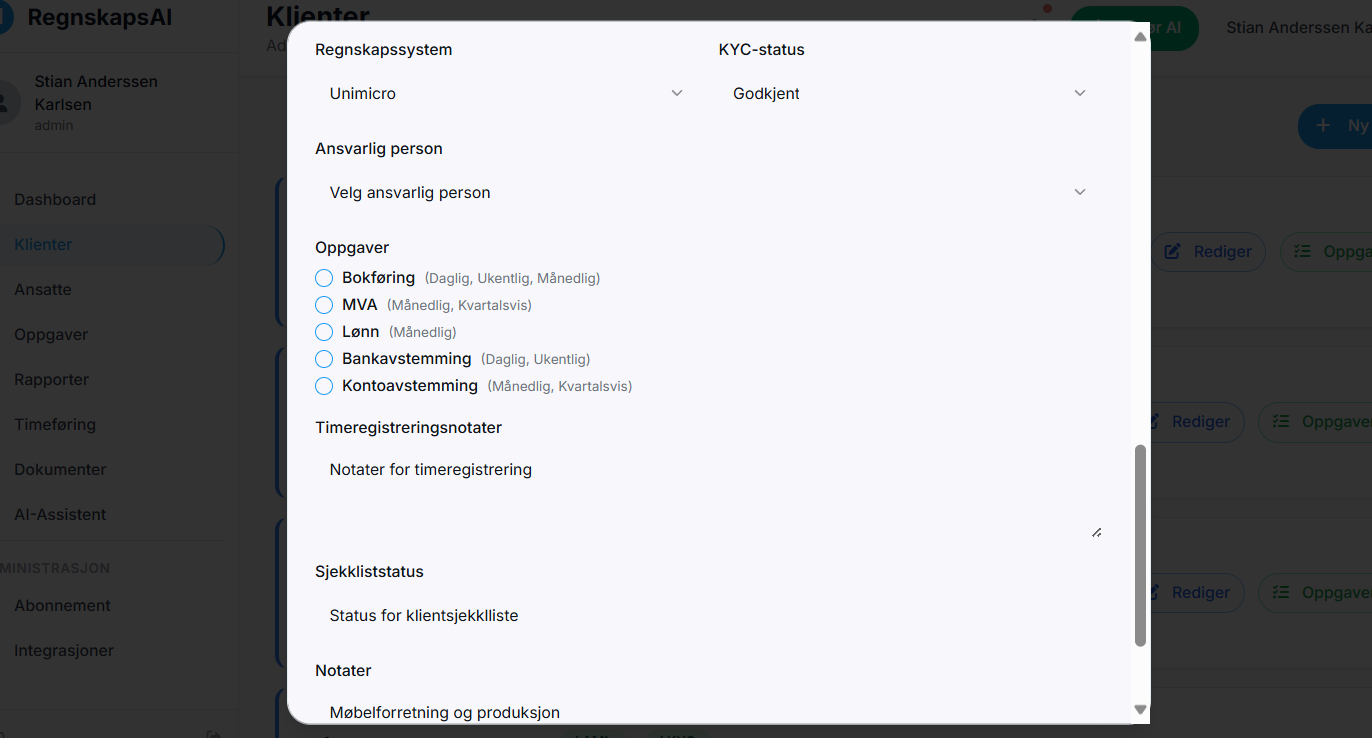 RegnskapsAI
Stian Anderssen
Karlsen
admin
Dashboard
Klienter
Ansatte
Oppgaver
Rapporter
Timeføring
Dokumenter
AI-Assistent
MINISTRASJON
Abonnement
Integrasjoner
Klienter
Ad
ør AI
Stian Anderssen Ka
+ Ny
Regnskapssystem
KYC-status
Unimicro
Godkjent
Ansvarlig person
Velg ansvarlig person
Oppgaver
Bokføring (Daglig, Ukentlig, Månedlig)
MVA (Månedlig, Kvartalsvis)
Lønn (Månedlig)
Bankavstemming (Daglig, Ukentlig)
Kontoavstemming (Månedlig, Kvartalsvis)
Timeregistreringsnotater
Notater for timeregistrering
Sjekkliststatus
Status for klientsjekklliste
Notater
Møbelforretning og produksjon
Rediger
Oppga
Rediger
Oppgaver
Rediger
Oppgaver